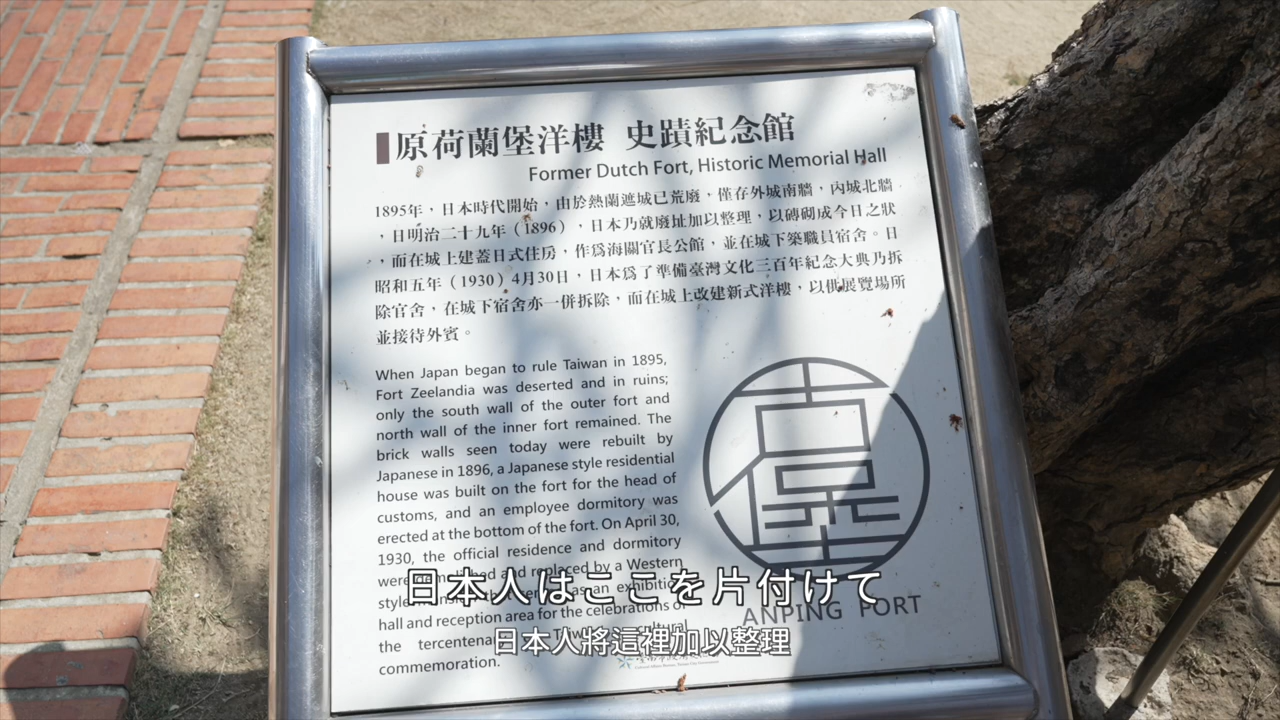 原荷蘭堡洋樓 史蹟紀念館
Former Dutch Fort, Historic Memorial Hall
1895年，日本時代開始，由於熱蘭遮城已荒廢，僅存外城南牆，內城北牆
，日明治二十九年（1896），日本乃就廢址加以整理，以磚砌成今日之狀
，而在城上建蓋日式住房，作爲海關官長公館，並在城下築職員宿舍。日
昭和五年（1930）4月30日，日本爲了準備臺灣文化三百年紀念大典乃拆
除官舍，在城下宿舍亦一併拆除，而在城上改建新式洋樓，以供展覽場所
並接待外賓。
When Japan began to rule Taiwan in 1895,
Fort Zeelandia was deserted and in ruins;
only the south wall of the outer fort and
north wall of the inner fort remained. The
brick walls seen today were rebuilt by
Japanese in 1896, a Japanese style residential
house was built on the fort for the head of
customs, and an employee dormitory was
erected at the bottom of the fort. On April 30,
1930, the official residence and dormitory
were and replaced by a Western
style as an exhibition
hall and reception area for the celebrations of
the
commemoration.
ANPING FORT
日本人はここを片付けて
日本人將這裡加以整理